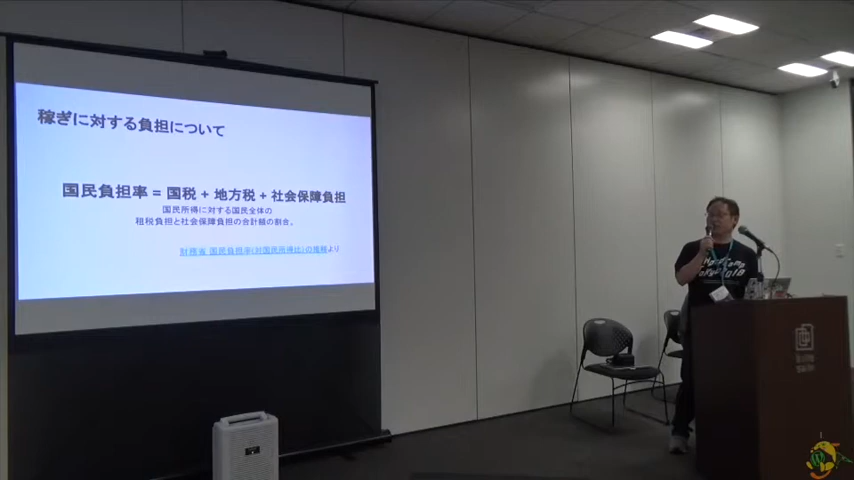 稼ぎに対する負担について
国民負担率 = 国税 + 地方税 + 社会保障負担
国民所得に対する国民全体の
租税負担と社会保障負担の合計額の割合。
財務省 国民負担率(対国民所得比)の推移より